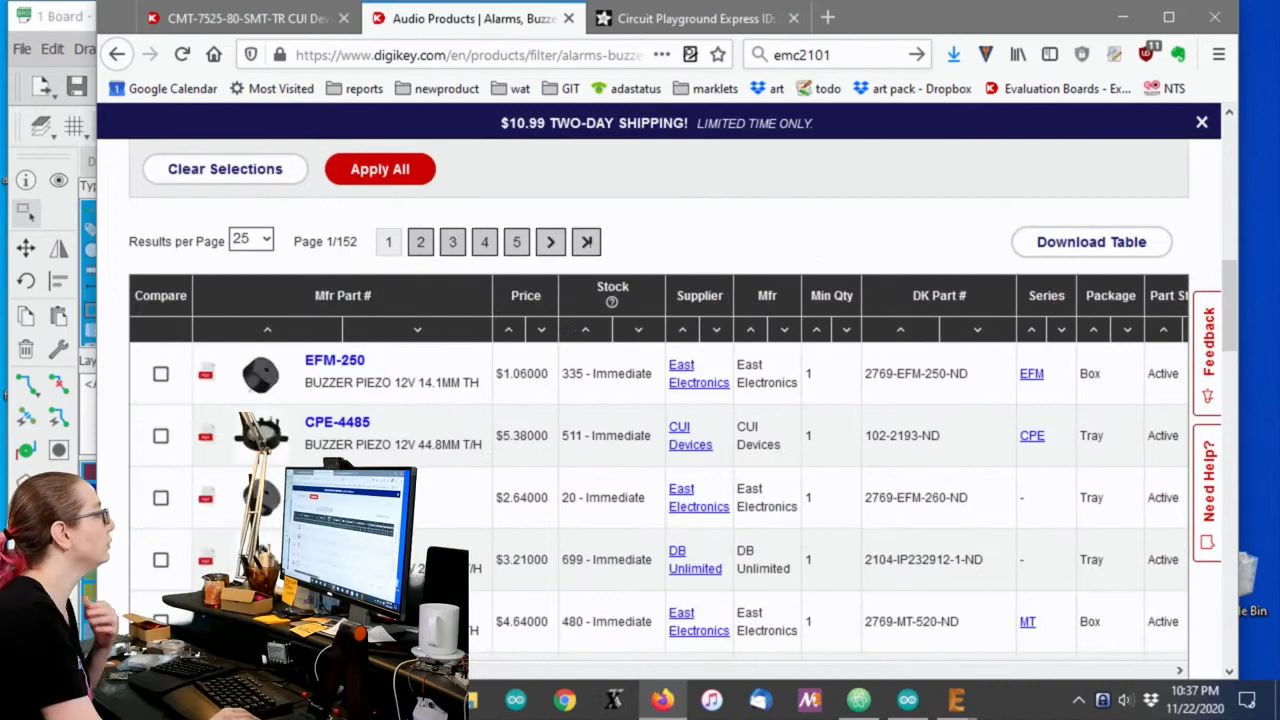 1 Board
CMT-7525-80-SMT-TR CUI Dev
Audio Products | Alarms, Buzze
Circuit Playground Express ID:
File Edit Dra
https://www.digikey.com/en/products/filter/alarms-buzze
emc2101
11
Google Calendar Most Visited reports newproduct wat GIT adastatus marklets art todo art pack - Dropbox Evaluation Boards - Ex... NTS
$10.99 TWO-DAY SHIPPING! LIMITED TIME ONLY.
Clear Selections Apply All
Results per Page 25 Page 1/152 1 2 3 4 5 Download Table
Compare Mfr Part # Price Stock Supplier Mfr Min Qty DK Part # Series Package Part St
EFM-250
BUZZER PIEZO 12V 14.1MM TH
$1.06000 335 - Immediate East Electronics East Electronics 1 2769-EFM-250-ND EFM Box Active
CPE-4485
BUZZER PIEZO 12V 44.8MM T/H
$5.38000 511 - Immediate CUI Devices CUI Devices 1 102-2193-ND CPE Tray Active
$2.64000 20 - Immediate East Electronics East Electronics 1 2769-EFM-260-ND - Tray Active
T/H
$3.21000 699 - Immediate DB Unlimited DB Unlimited 1 2104-IP232912-1-ND - Tray Active
/H
$4.64000 480 - Immediate East Electronics East Electronics 1 2769-MT-520-ND MT Box Active
Feedback
Need Help?
le Bin
10:37 PM
11/22/2020